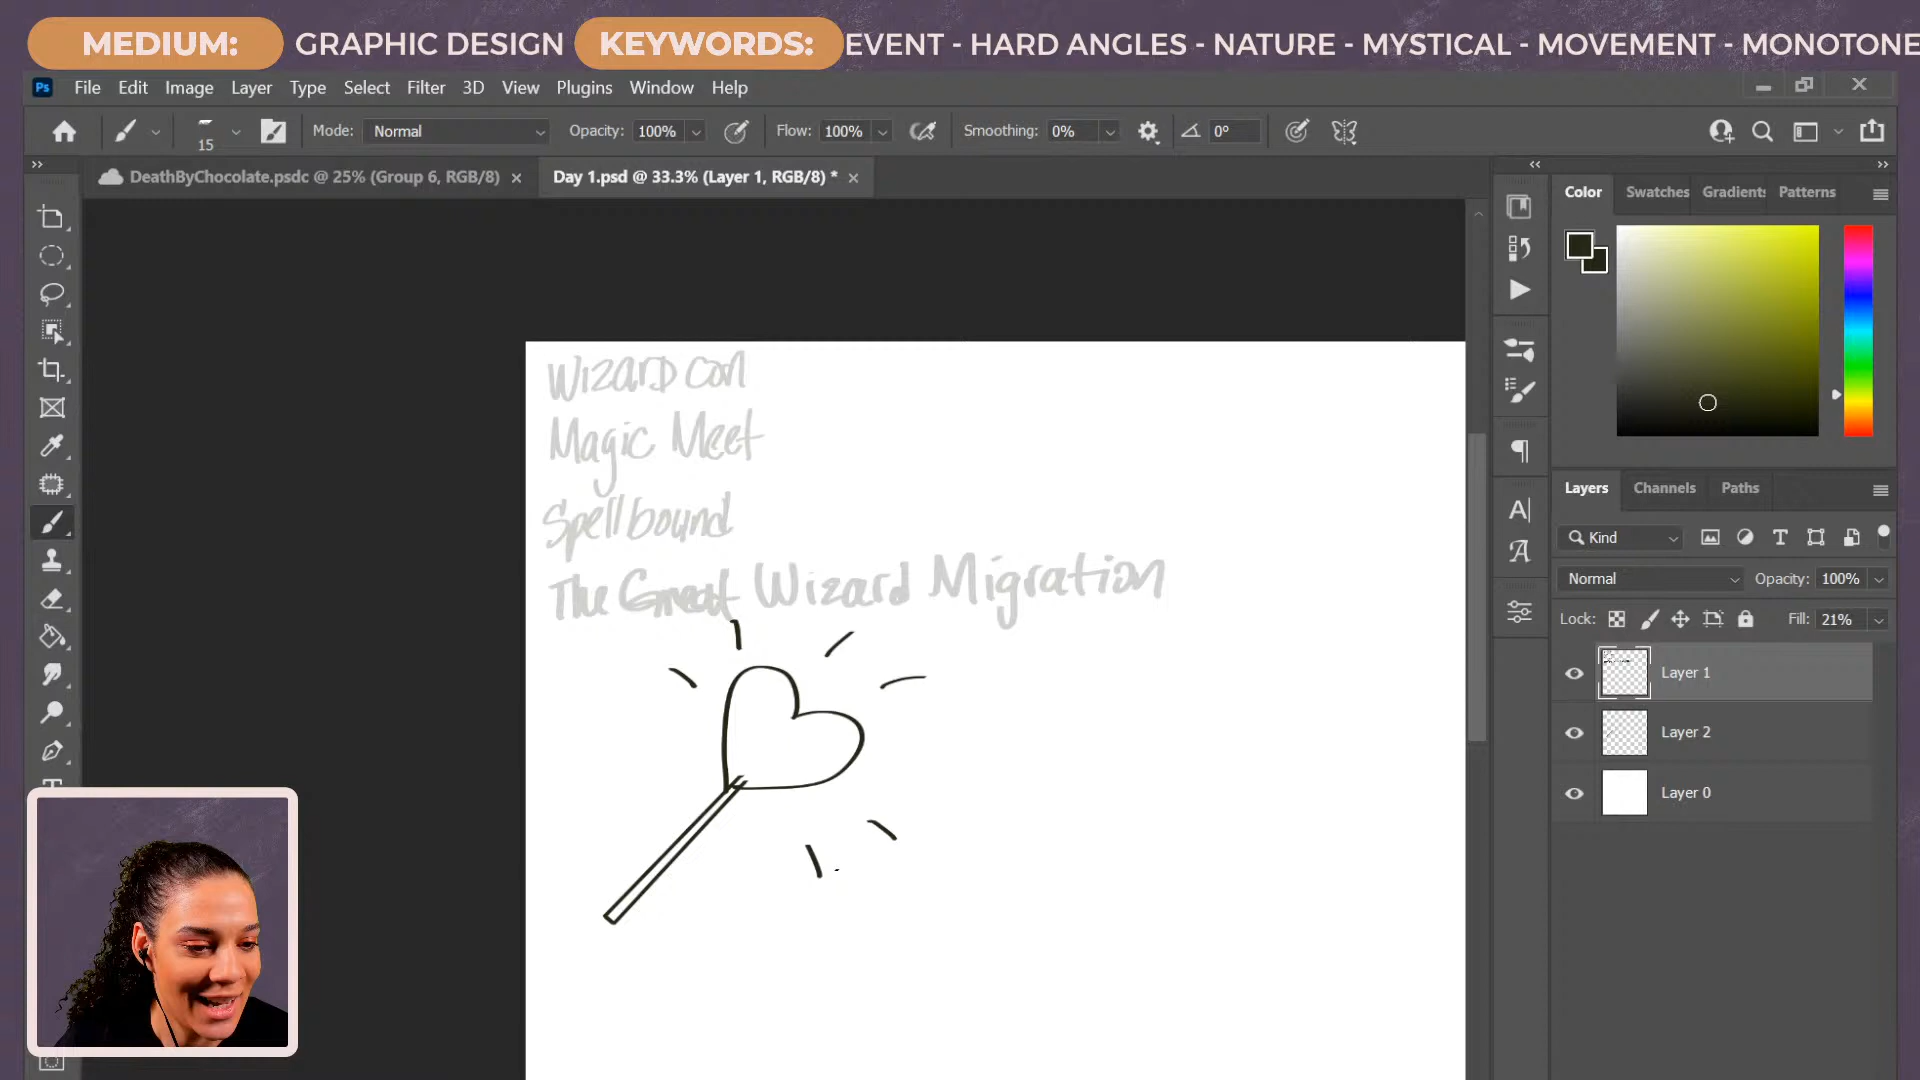 MEDIUM: GRAPHIC DESIGN KEYWORDS: EVENT - HARD ANGLES - NATURE - MYSTICAL - MOVEMENT - MONOTONE
Ps File Edit Image Layer Type Select Filter 3D View Plugins Window Help
15 Mode: Normal Opacity: 100% Flow: 100% Smoothing: 0% 0°
DeathByChocolate.psdc @ 25% (Group 6, RGB/8) × Day 1.psd @ 33.3% (Layer 1, RGB/8) * ×
Color Swatches Gradients Patterns
Wizard con
Magic Meet
Spellbound
The Great Wizard Migration
Layers Channels Paths
Kind
Normal Opacity: 100%
Lock: Fill: 21%
Layer 1
Layer 2
Layer 0